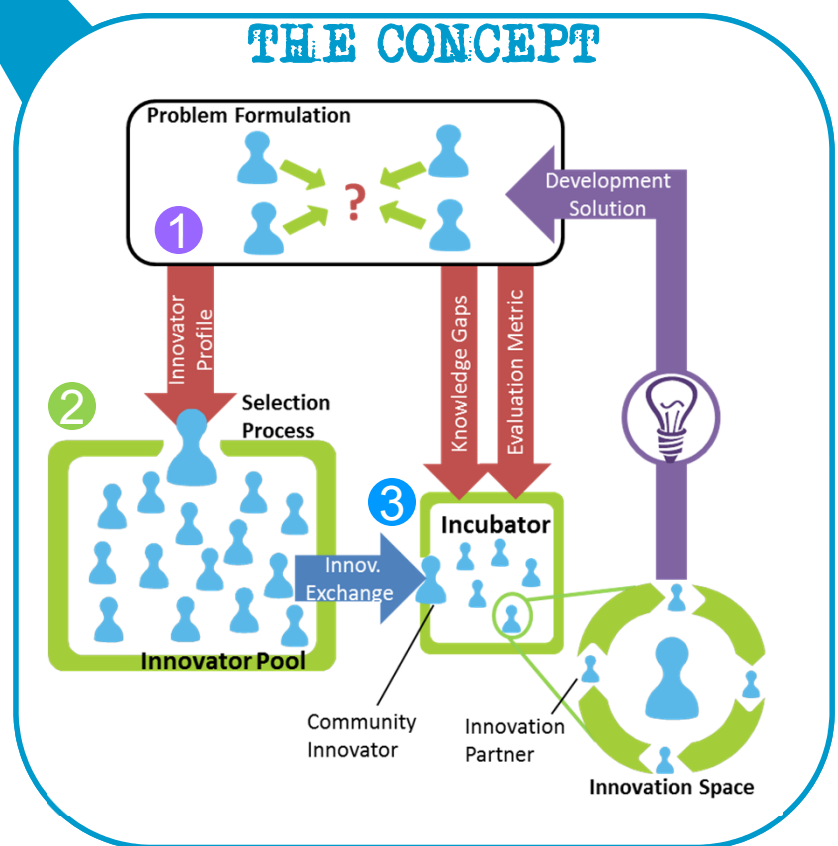 THE CONCEPT
Problem Formulation
?
1
Development
Solution
Innovator
Profile
Knowledge Gaps
Evaluation Metric
2
Selection
Process
3
Incubator
Innov.
Exchange
Innovator Pool
Community
Innovator
Innovation
Partner
Innovation Space